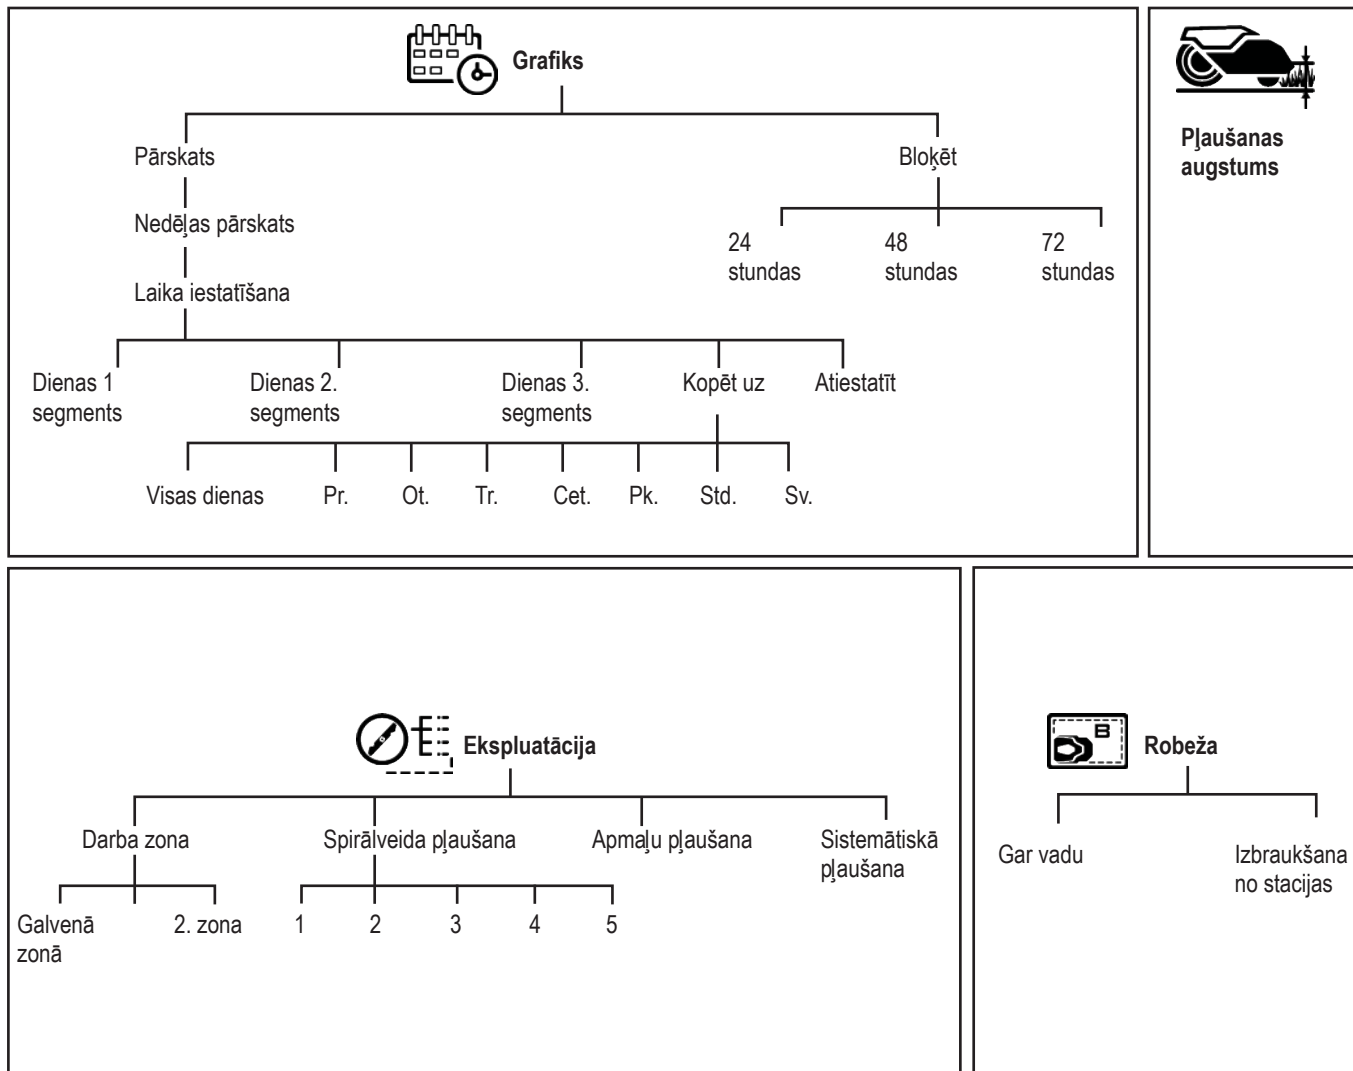 Grafiks
Pārskats
Bloķēt
Nedēļas pārskats
24
stundas
48
stundas
72
stundas
Laika iestatīšana
Dienas 1
segments
Dienas 2.
segments
Dienas 3.
segments
Kopēt uz
Atiestatīt
Visas dienas
Pr.
Ot.
Tr.
Cet.
Pk.
Std.
Sv.
Pļaušanas
augstums
Ekspluatācija
Darba zona
Spirālveida pļaušana
Apmaļu pļaušana
Sistemātiskā
pļaušana
Galvenā
zonā
2. zona
1
2
3
4
5
B
Robeža
Gar vadu
Izbraukšana
no stacijas